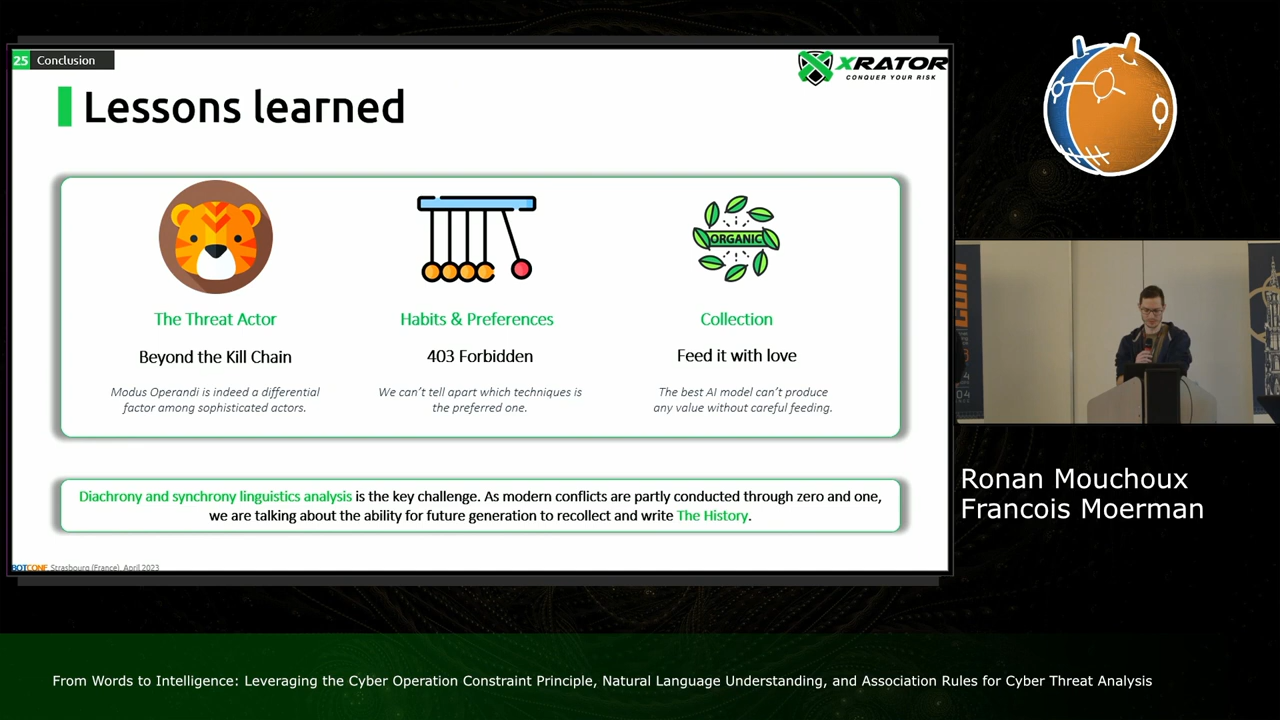 25 Conclusion
XRATOR
CONQUER YOUR RISK
Lessons learned
ORGANIC
The Threat Actor
Habits & Preferences
Collection
Beyond the Kill Chain
403 Forbidden
Feed it with love
Modus Operandi is indeed a differential
factor among sophisticated actors.
We can't tell apart which techniques is
the preferred one.
The best AI model can't produce
any value without careful feeding.
Diachrony and synchrony linguistics analysis is the key challenge. As modern conflicts are partly conducted through zero and one,
we are talking about the ability for future generation to recollect and write The History.
BOTCONF, Strasbourg (France), April 2023
Ronan Mouchoux
Francois Moerman
From Words to Intelligence: Leveraging the Cyber Operation Constraint Principle, Natural Language Understanding, and Association Rules for Cyber Threat Analysis